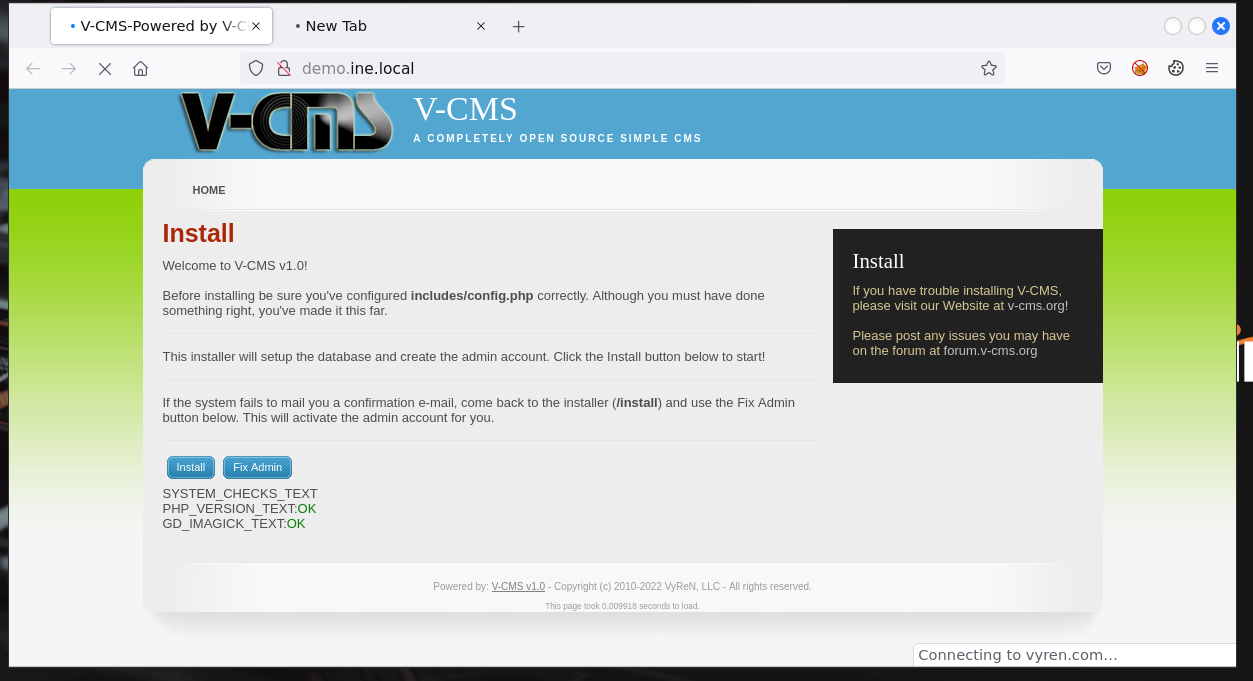 V-CMS-Powered by V-C
New Tab
demo.ine.local
V-CMS
V-CMS
A COMPLETELY OPEN SOURCE SIMPLE CMS
HOME
Install
Welcome to V-CMS v1.0!
Before installing be sure you've configured includes/config.php correctly. Although you must have done
something right, you've made it this far.
This installer will setup the database and create the admin account. Click the Install button below to start!
If the system fails to mail you a confirmation e-mail, come back to the installer (/install) and use the Fix Admin
button below. This will activate the admin account for you.
Install Fix Admin
SYSTEM_CHECKS_TEXT
PHP_VERSION_TEXT:OK
GD_IMAGICK_TEXT:OK
Install
If you have trouble installing V-CMS,
please visit our Website at v-cms.org!
Please post any issues you may have
on the forum at forum.v-cms.org
Powered by: V-CMS v1.0 - Copyright (c) 2010-2022 VyReN, LLC - All rights reserved.
This page took 0.009918 seconds to load.
Connecting to vyren.com…